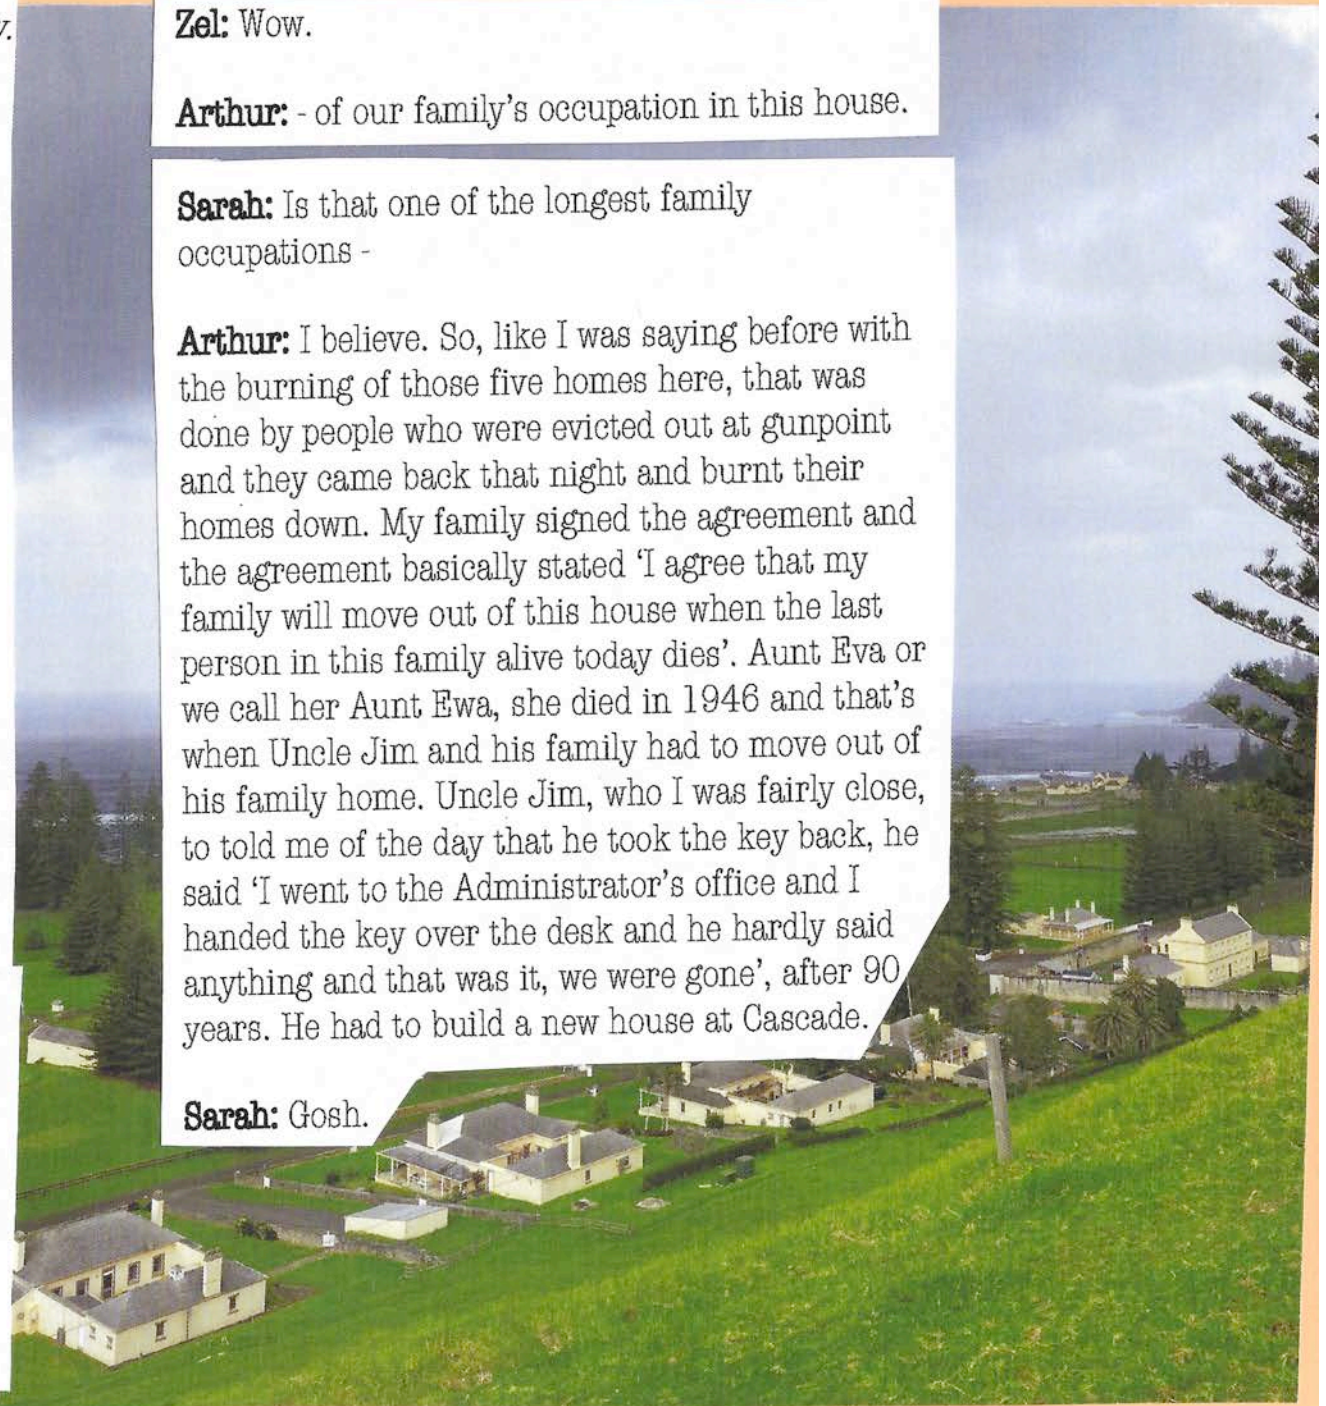 y.
Zel: Wow.
Arthur: - of our family's occupation in this house.
Sarah: Is that one of the longest family
occupations -
Arthur: I believe. So, like I was saying before with
the burning of those five homes here, that was
done by people who were evicted out at gunpoint
and they came back that night and burnt their
homes down. My family signed the agreement and
the agreement basically stated ‘I agree that my
family will move out of this house when the last
person in this family alive today dies’. Aunt Eva or
we call her Aunt Ewa, she died in 1946 and that's
when Uncle Jim and his family had to move out of
his family home. Uncle Jim, who I was fairly close,
to told me of the day that he took the key back, he
said ‘I went to the Administrator's office and I
handed the key over the desk and he hardly said
anything and that was it, we were gone’, after 90
years. He had to build a new house at Cascade.
Sarah: Gosh.